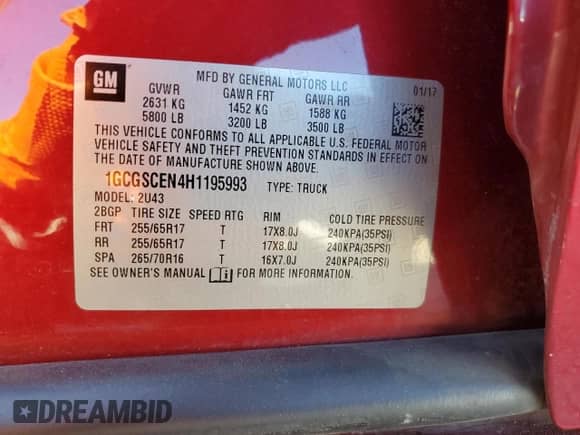 GM
MFD BY GENERAL MOTORS LLC 01/17
GVWR GAWR FRT GAWR RR
2631 KG 1452 KG 1588 KG
5800 LB 3200 LB 3500 LB
THIS VEHICLE CONFORMS TO ALL APPLICABLE U.S. FEDERAL MOTOR
VEHICLE SAFETY AND THEFT PREVENTION STANDARDS IN EFFECT ON
THE DATE OF MANUFACTURE SHOWN ABOVE.
1GCGSCEN4H1195993 TYPE: TRUCK
MODEL: 2U43
2BGP TIRE SIZE SPEED RTG RIM COLD TIRE PRESSURE
FRT 255/65R17 T 17X8.0J 240KPA(35PSI)
RR 255/65R17 T 17X8.0J 240KPA(35PSI)
SPA 265/70R16 T 16X7.0J 240KPA(35PSI)
SEE OWNER'S MANUAL FOR MORE INFORMATION.
DREAMBID